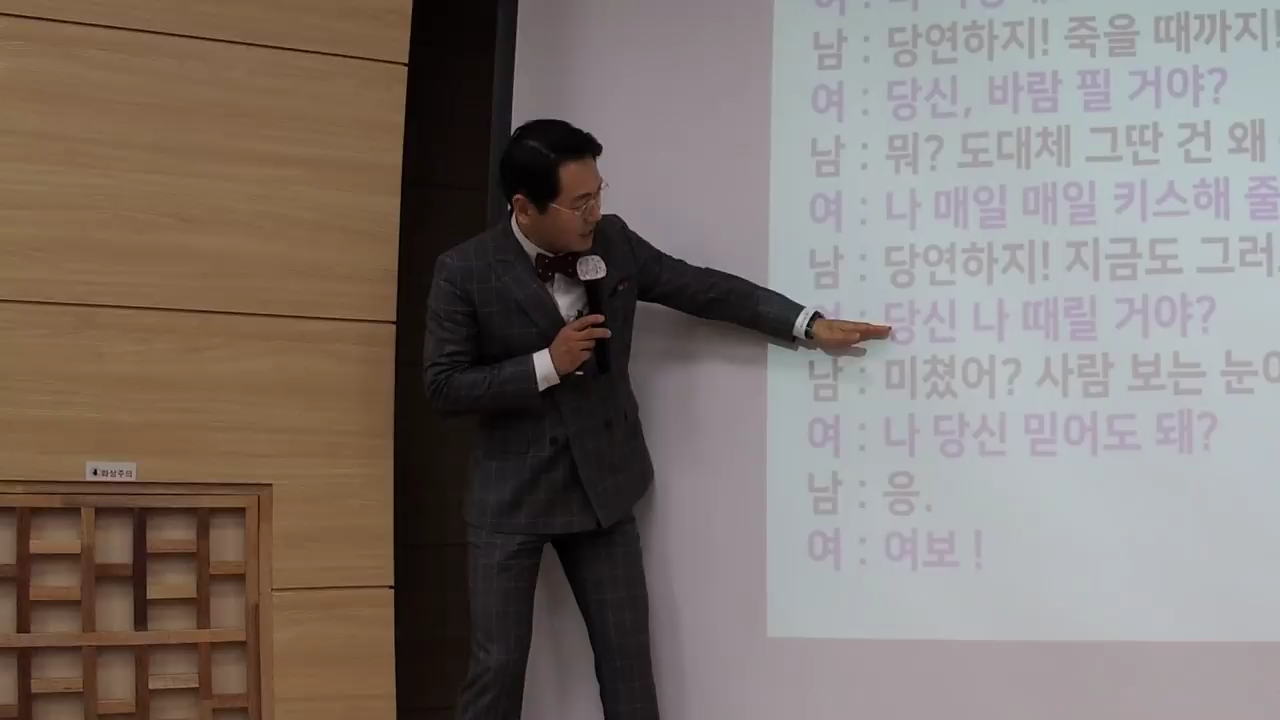 남 : 당연하지! 죽을 때까지!
여 : 당신, 바람 필 거야?
남 : 뭐? 도대체 그딴 건 왜
여 : 나 매일 매일 키스해 줄
남 : 당연하지! 지금도 그러
여 : 당신 나 때릴 거야?
남 : 미쳤어? 사람 보는 눈이
여 : 나 당신 믿어도 돼?
남 : 응.
여 : 여보 !
화상주의